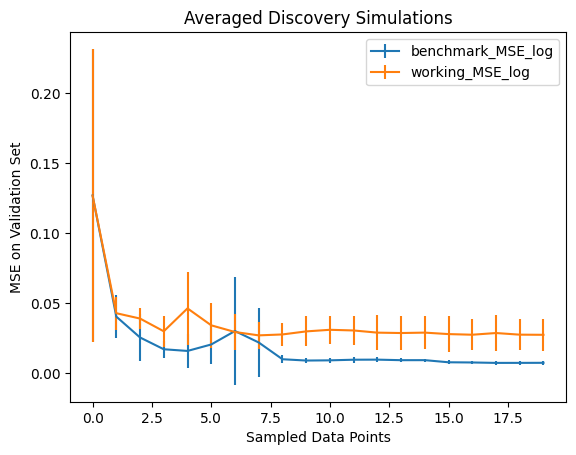 Averaged Discovery Simulations
benchmark_MSE_log
working_MSE_log
MSE on Validation Set
0.20
0.15
0.10
0.05
0.00
0.0 2.5 5.0 7.5 10.0 12.5 15.0 17.5
Sampled Data Points